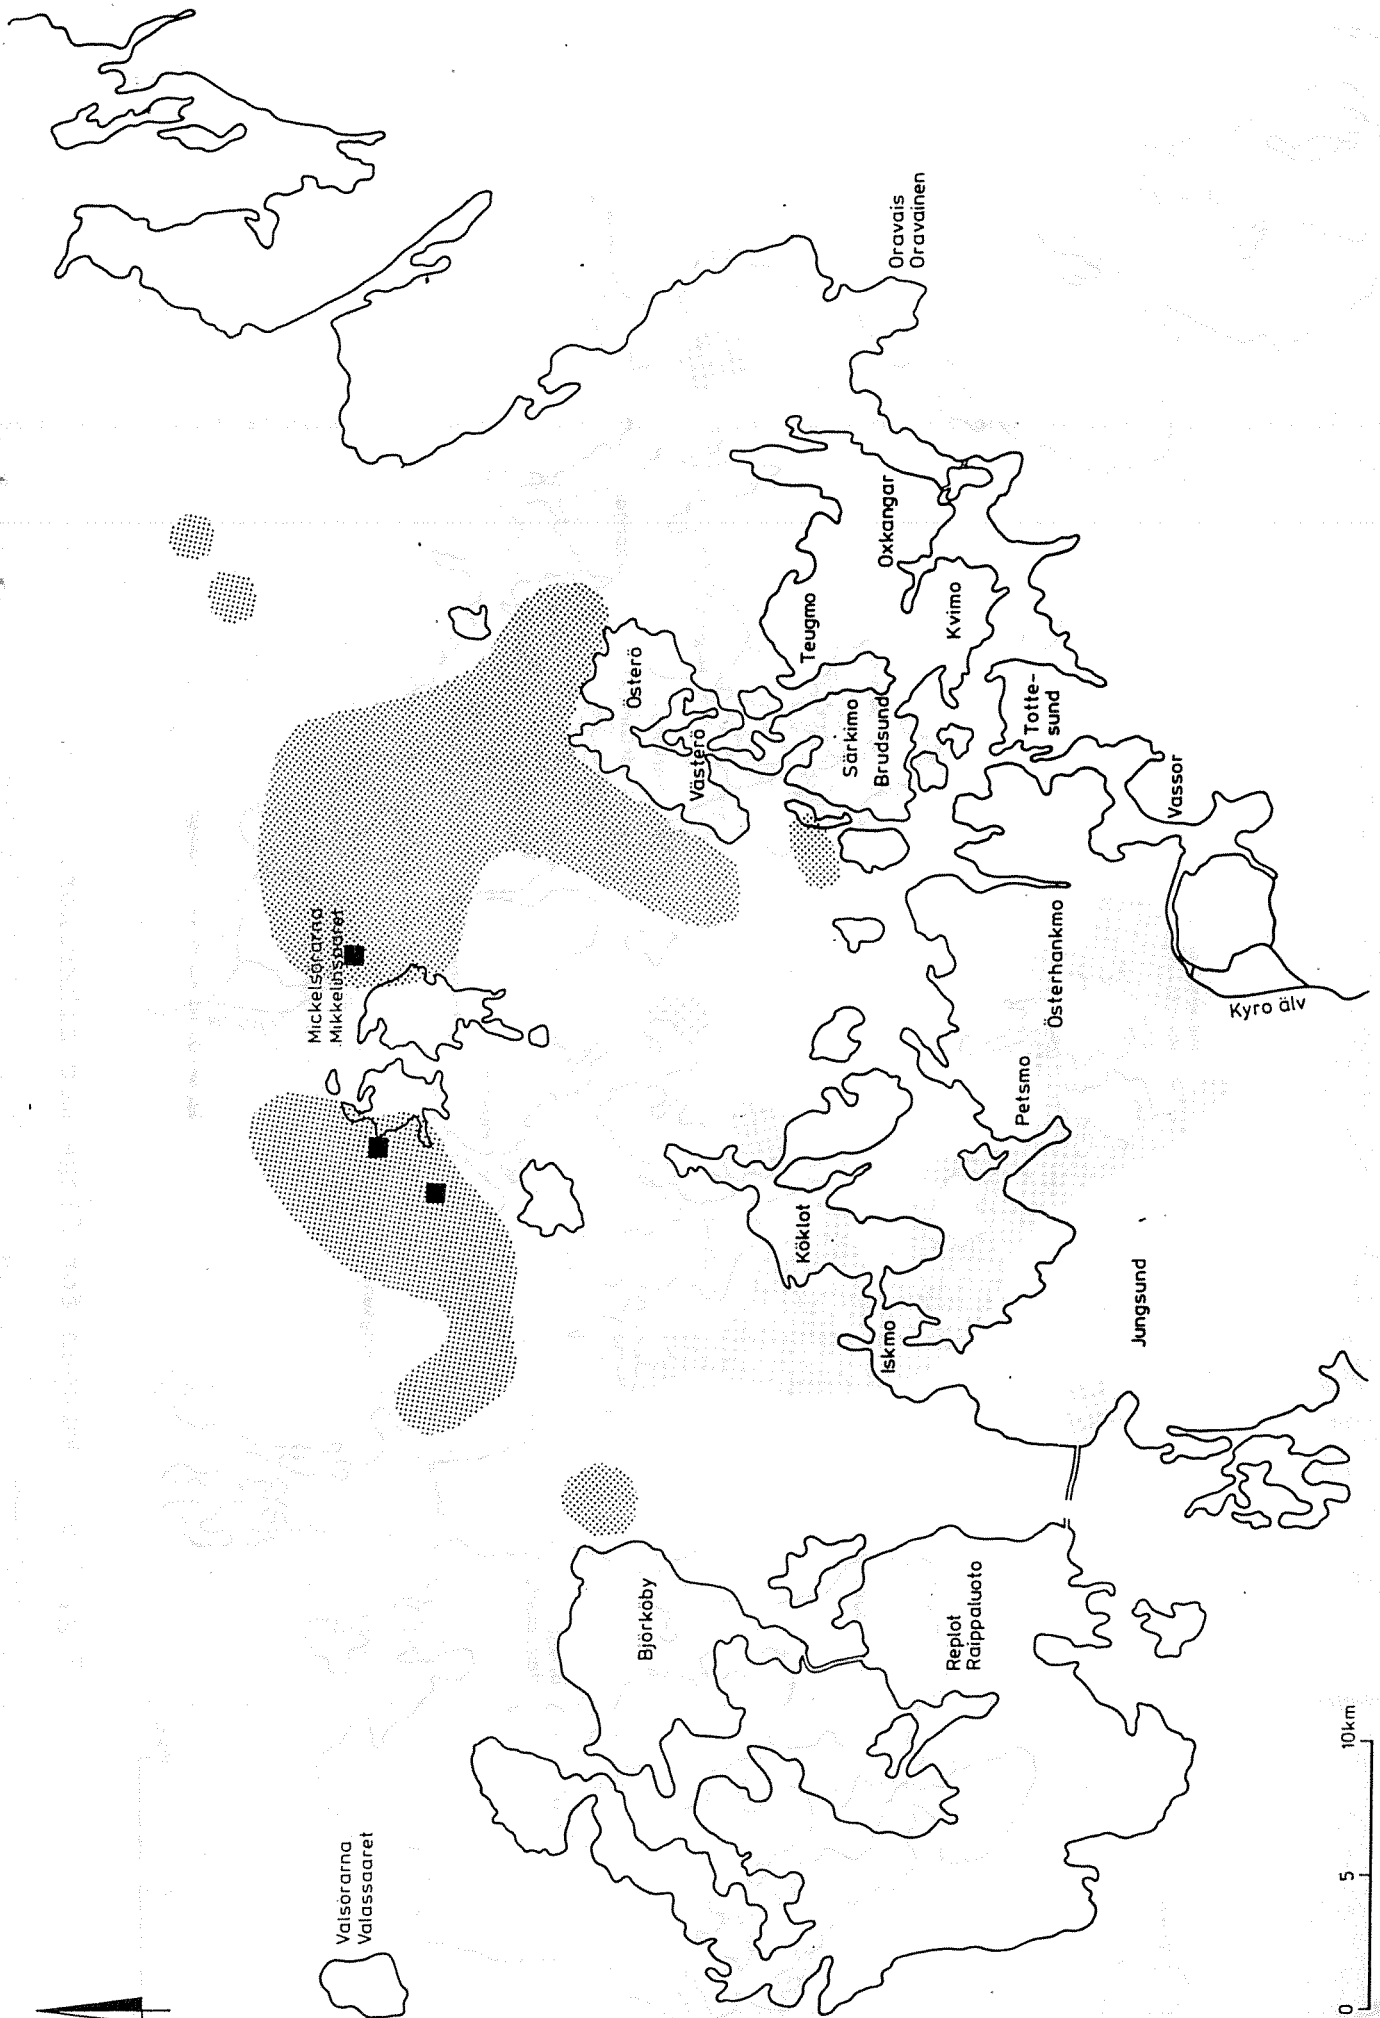 Valsörarna
Valassaaret
Mickelsörarna
Mikkelinsaaret
Björköby
Replot
Raippaluoto
Köklot
Iskmo
Jungsund
Petsmo
Österhankmo
Kyro älv
Vassor
Västerö
Österö
Särkimo
Brudsund
Teugmo
Totte-
sund
Kvimo
Oxkangar
Oravais
Oravainen
0 5 10km